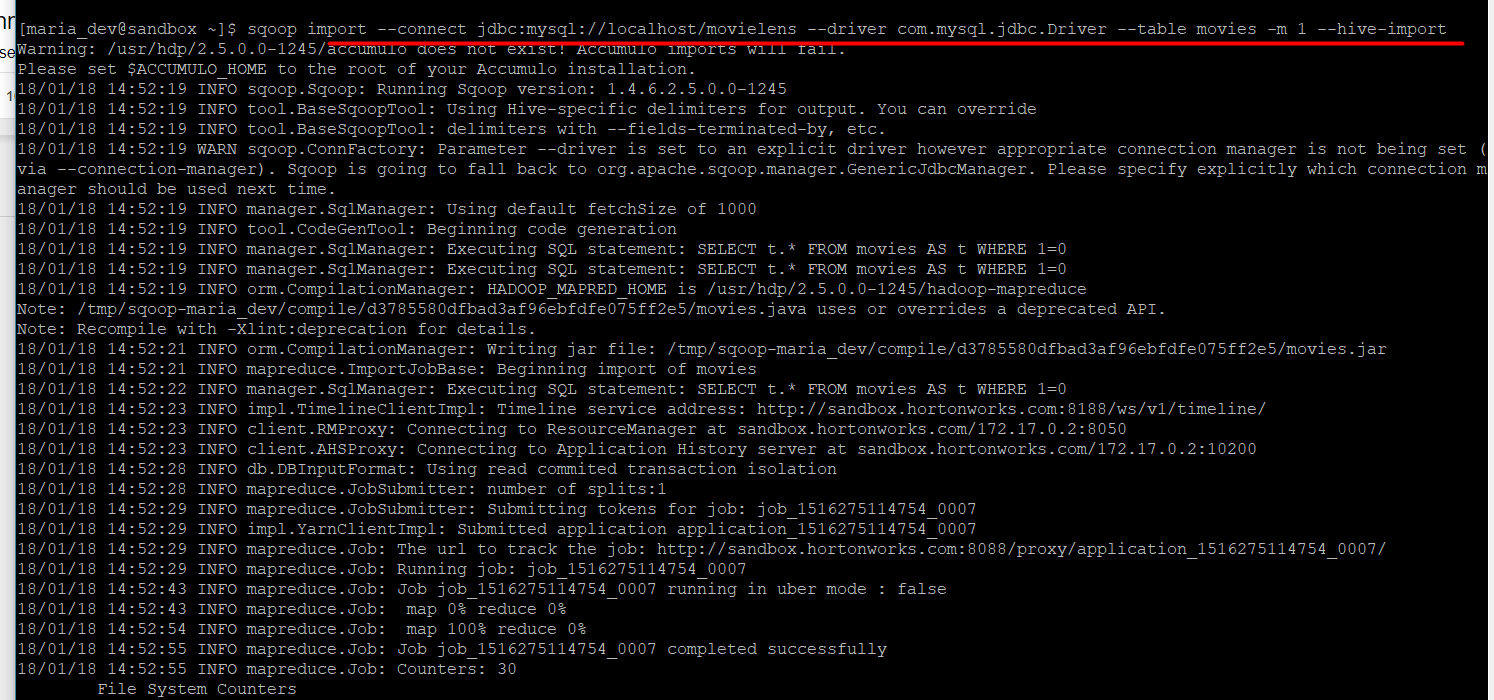 [maria_dev@sandbox ~]$ sqoop import --connect jdbc:mysql://localhost/movielens --driver com.mysql.jdbc.Driver --table movies -m 1 --hive-import
Warning: /usr/hdp/2.5.0.0-1245/accumulo does not exist! Accumulo imports will fail.
Please set $ACCUMULO_HOME to the root of your Accumulo installation.
18/01/18 14:52:19 INFO sqoop.Sqoop: Running Sqoop version: 1.4.6.2.5.0.0-1245
18/01/18 14:52:19 INFO tool.BaseSqoopTool: Using Hive-specific delimiters for output. You can override
18/01/18 14:52:19 INFO tool.BaseSqoopTool: delimiters with --fields-terminated-by, etc.
18/01/18 14:52:19 WARN sqoop.ConnFactory: Parameter --driver is set to an explicit driver however appropriate connection manager is not being set (
via --connection-manager). Sqoop is going to fall back to org.apache.sqoop.manager.GenericJdbcManager. Please specify explicitly which connection m
anager should be used next time.
18/01/18 14:52:19 INFO manager.SqlManager: Using default fetchSize of 1000
18/01/18 14:52:19 INFO tool.CodeGenTool: Beginning code generation
18/01/18 14:52:19 INFO manager.SqlManager: Executing SQL statement: SELECT t.* FROM movies AS t WHERE 1=0
18/01/18 14:52:19 INFO manager.SqlManager: Executing SQL statement: SELECT t.* FROM movies AS t WHERE 1=0
18/01/18 14:52:19 INFO orm.CompilationManager: HADOOP_MAPRED_HOME is /usr/hdp/2.5.0.0-1245/hadoop-mapreduce
Note: /tmp/sqoop-maria_dev/compile/d3785580dfbad3af96ebfdfe075ff2e5/movies.java uses or overrides a deprecated API.
Note: Recompile with -Xlint:deprecation for details.
18/01/18 14:52:21 INFO orm.CompilationManager: Writing jar file: /tmp/sqoop-maria_dev/compile/d3785580dfbad3af96ebfdfe075ff2e5/movies.jar
18/01/18 14:52:21 INFO mapreduce.ImportJobBase: Beginning import of movies
18/01/18 14:52:22 INFO manager.SqlManager: Executing SQL statement: SELECT t.* FROM movies AS t WHERE 1=0
18/01/18 14:52:23 INFO impl.TimelineClientImpl: Timeline service address: http://sandbox.hortonworks.com:8188/ws/v1/timeline/
18/01/18 14:52:23 INFO client.RMProxy: Connecting to ResourceManager at sandbox.hortonworks.com/172.17.0.2:8050
18/01/18 14:52:23 INFO client.AHSProxy: Connecting to Application History server at sandbox.hortonworks.com/172.17.0.2:10200
18/01/18 14:52:28 INFO db.DBInputFormat: Using read commited transaction isolation
18/01/18 14:52:28 INFO mapreduce.JobSubmitter: number of splits:1
18/01/18 14:52:29 INFO mapreduce.JobSubmitter: Submitting tokens for job: job_1516275114754_0007
18/01/18 14:52:29 INFO impl.YarnClientImpl: Submitted application application_1516275114754_0007
18/01/18 14:52:29 INFO mapreduce.Job: The url to track the job: http://sandbox.hortonworks.com:8088/proxy/application_1516275114754_0007/
18/01/18 14:52:29 INFO mapreduce.Job: Running job: job_1516275114754_0007
18/01/18 14:52:43 INFO mapreduce.Job: Job job_1516275114754_0007 running in uber mode : false
18/01/18 14:52:43 INFO mapreduce.Job:  map 0% reduce 0%
18/01/18 14:52:54 INFO mapreduce.Job:  map 100% reduce 0%
18/01/18 14:52:55 INFO mapreduce.Job: Job job_1516275114754_0007 completed successfully
18/01/18 14:52:55 INFO mapreduce.Job: Counters: 30
File System Counters